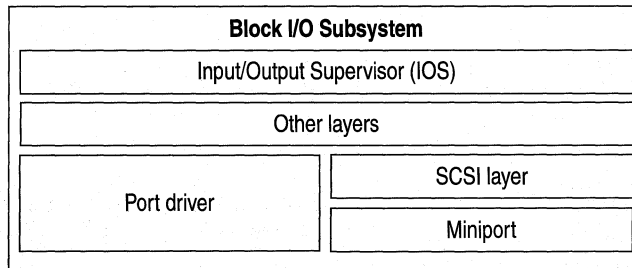 Block I/O Subsystem
Input/Output Supervisor (IOS)
Other layers
Port driver
SCSI layer
Miniport